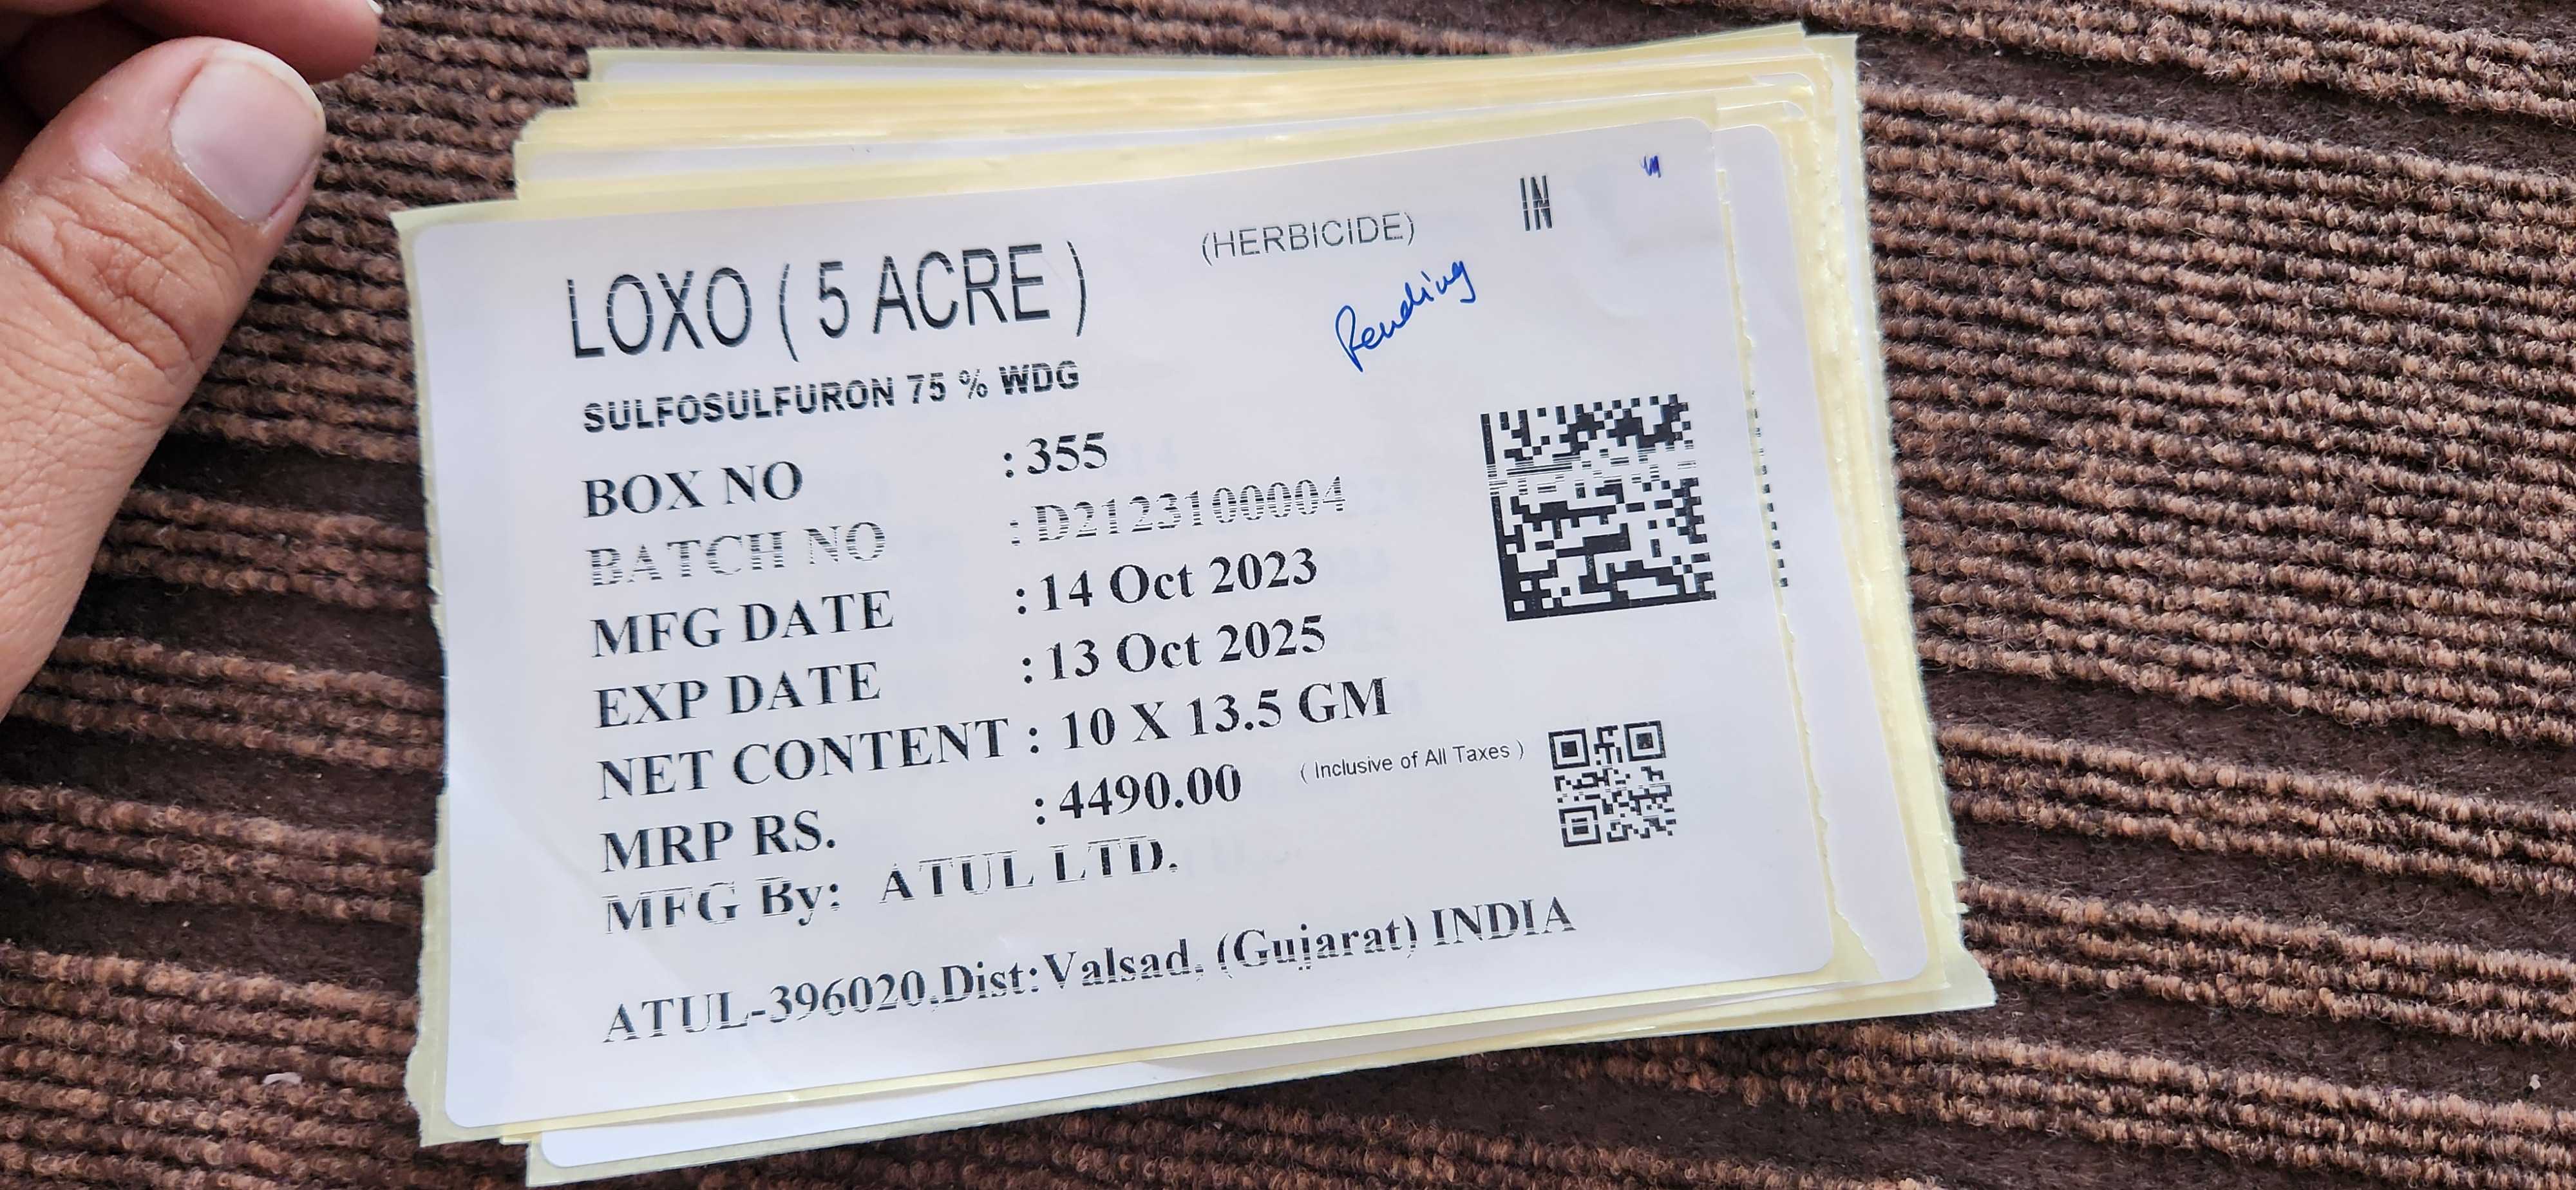 (HERBICIDE) IN
LOXO ( 5 ACRE )
Pending
SULFOSULFURON 75 % WDG
BOX NO : 355
BATCH NO : D2123100004
MFG DATE : 14 Oct 2023
EXP DATE : 13 Oct 2025
NET CONTENT : 10 X 13.5 GM
MRP RS. : 4490.00 ( Inclusive of All Taxes )
MFG By: ATUL LTD.
ATUL-396020,Dist:Valsad, (Gujarat) INDIA